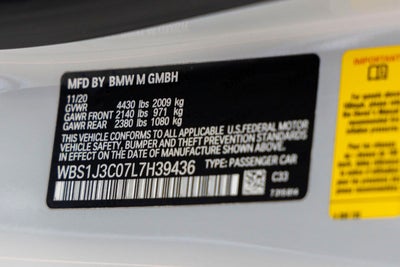 MFD BY BMW M GMBH
11/20
GVWR 4430 lbs 2009 kg
GAWR FRONT 2140 lbs 971 kg
GAWR REAR 2380 lbs 1080 kg
THIS VEHICLE CONFORMS TO ALL APPLICABLE U.S.FEDERAL MOTOR
VEHICLE SAFETY, BUMPER, AND THEFT PREVENTION STANDARDS
IN EFFECT ON THE DATE OF MANUFACTURE SHOWN ABOVE.
WBS1J3C07L7H39436 TYPE: PASSENGER CAR
C33